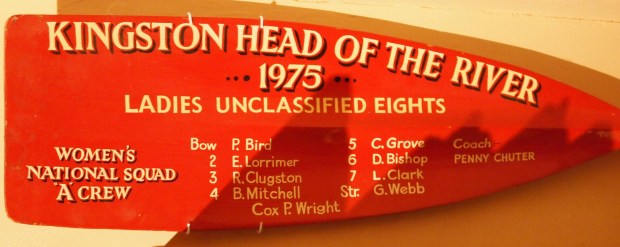 KINGSTON HEAD OF THE RIVER
••• 1975 •••
LADIES UNCLASSIFIED EIGHTS
WOMEN'S
NATIONAL SQUAD
'A' CREW
Bow P. Bird 5 C. Grove Coach -
2 E. Lorrimer 6 D. Bishop PENNY CHUTER
3 R. Clugston 7 L. Clark
4 B. Mitchell Str. G. Webb
Cox P. Wright